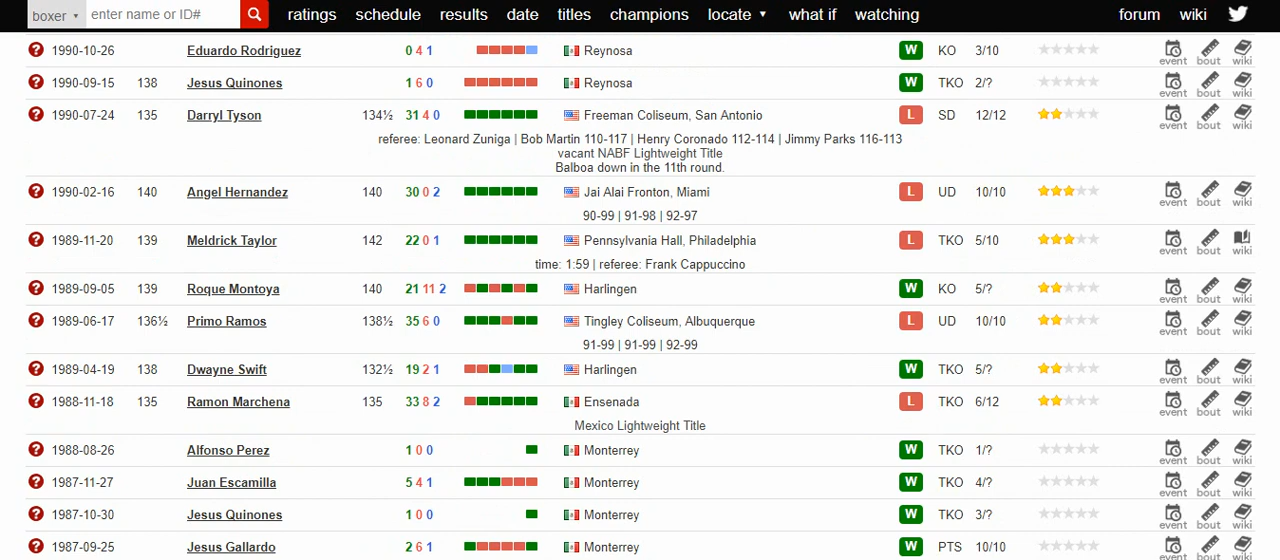 boxer enter name or ID# ratings schedule results date titles champions locate what if watching forum wiki
1990-10-26 Eduardo Rodriguez 0 4 1 Reynosa W KO 3/10 event bout wiki
1990-09-15 138 Jesus Quinones 1 6 0 Reynosa W TKO 2/? event bout wiki
1990-07-24 135 Darryl Tyson 134½ 31 4 0 Freeman Coliseum, San Antonio L SD 12/12 event bout wiki
referee: Leonard Zuniga | Bob Martin 110-117 | Henry Coronado 112-114 | Jimmy Parks 116-113
vacant NABF Lightweight Title
Balboa down in the 11th round.
1990-02-16 140 Angel Hernandez 140 30 0 2 Jai Alai Fronton, Miami L UD 10/10 event bout wiki
90-99 | 91-98 | 92-97
1989-11-20 139 Meldrick Taylor 142 22 0 1 Pennsylvania Hall, Philadelphia L TKO 5/10 event bout wiki
time: 1:59 | referee: Frank Cappuccino
1989-09-05 139 Roque Montoya 140 21 11 2 Harlingen W KO 5/? event bout wiki
1989-06-17 136½ Primo Ramos 138½ 35 6 0 Tingley Coliseum, Albuquerque L UD 10/10 event bout wiki
91-99 | 91-99 | 92-99
1989-04-19 138 Dwayne Swift 132½ 19 2 1 Harlingen W TKO 5/? event bout wiki
1988-11-18 135 Ramon Marchena 135 33 8 2 Ensenada L TKO 6/12 event bout wiki
Mexico Lightweight Title
1988-08-26 Alfonso Perez 1 0 0 Monterrey W TKO 1/? event bout wiki
1987-11-27 Juan Escamilla 5 4 1 Monterrey W TKO 4/? event bout wiki
1987-10-30 Jesus Quinones 1 0 0 Monterrey W TKO 3/? event bout wiki
1987-09-25 Jesus Gallardo 2 6 1 Monterrey W PTS 10/10 event bout wiki